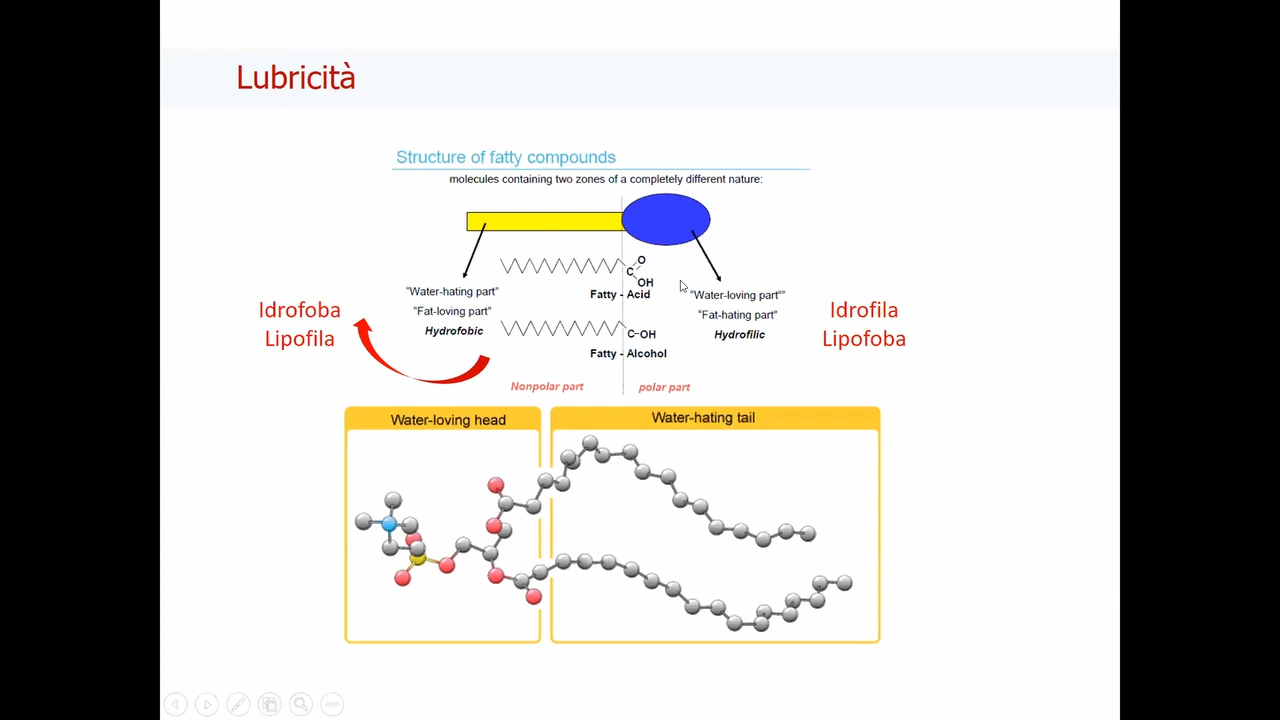 Lubricità
Structure of fatty compounds
molecules containing two zones of a completely different nature:
O
C
OH
Fatty - Acid
"Water-hating part"
"Fat-loving part"
Hydrofobic
"Water-loving part""
"Fat-hating part"
Hydrofilic
Idrofoba
Lipofila
Idrofila
Lipofoba
C-OH
Fatty - Alcohol
Nonpolar part
polar part
Water-loving head
Water-hating tail